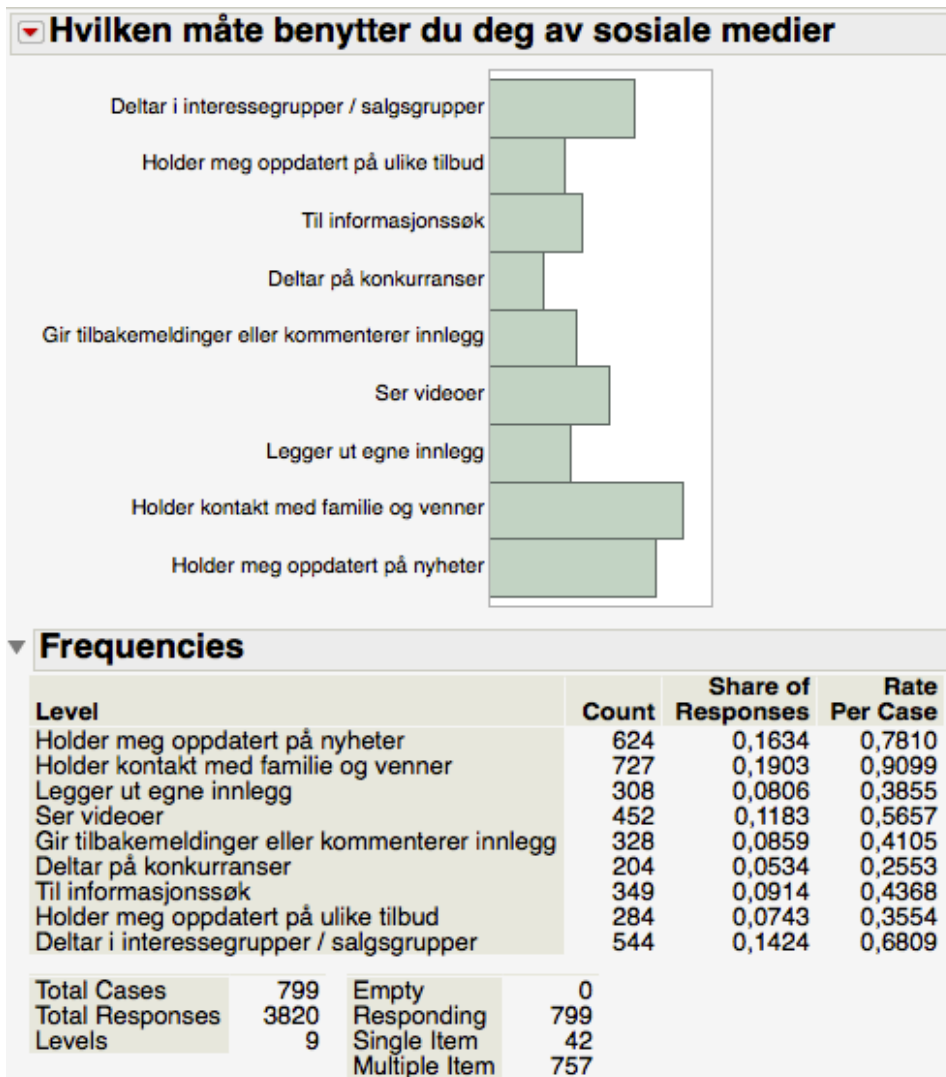 Hvilken måte benytter du deg av sosiale medier
Deltar i interessegrupper / salgsgrupper
Holder meg oppdatert på ulike tilbud
Til informasjonssøk
Deltar på konkurranser
Gir tilbakemeldinger eller kommenterer innlegg
Ser videoer
Legger ut egne innlegg
Holder kontakt med familie og venner
Holder meg oppdatert på nyheter
Frequencies
Share of Rate
Level Count Responses Per Case
Holder meg oppdatert på nyheter 624 0,1634 0,7810
Holder kontakt med familie og venner 727 0,1903 0,9099
Legger ut egne innlegg 308 0,0806 0,3855
Ser videoer 452 0,1183 0,5657
Gir tilbakemeldinger eller kommenterer innlegg 328 0,0859 0,4105
Deltar på konkurranser 204 0,0534 0,2553
Til informasjonssøk 349 0,0914 0,4368
Holder meg oppdatert på ulike tilbud 284 0,0743 0,3554
Deltar i interessegrupper / salgsgrupper 544 0,1424 0,6809
Total Cases 799 Empty 0
Total Responses 3820 Responding 799
Levels 9 Single Item 42
Multiple Item 757